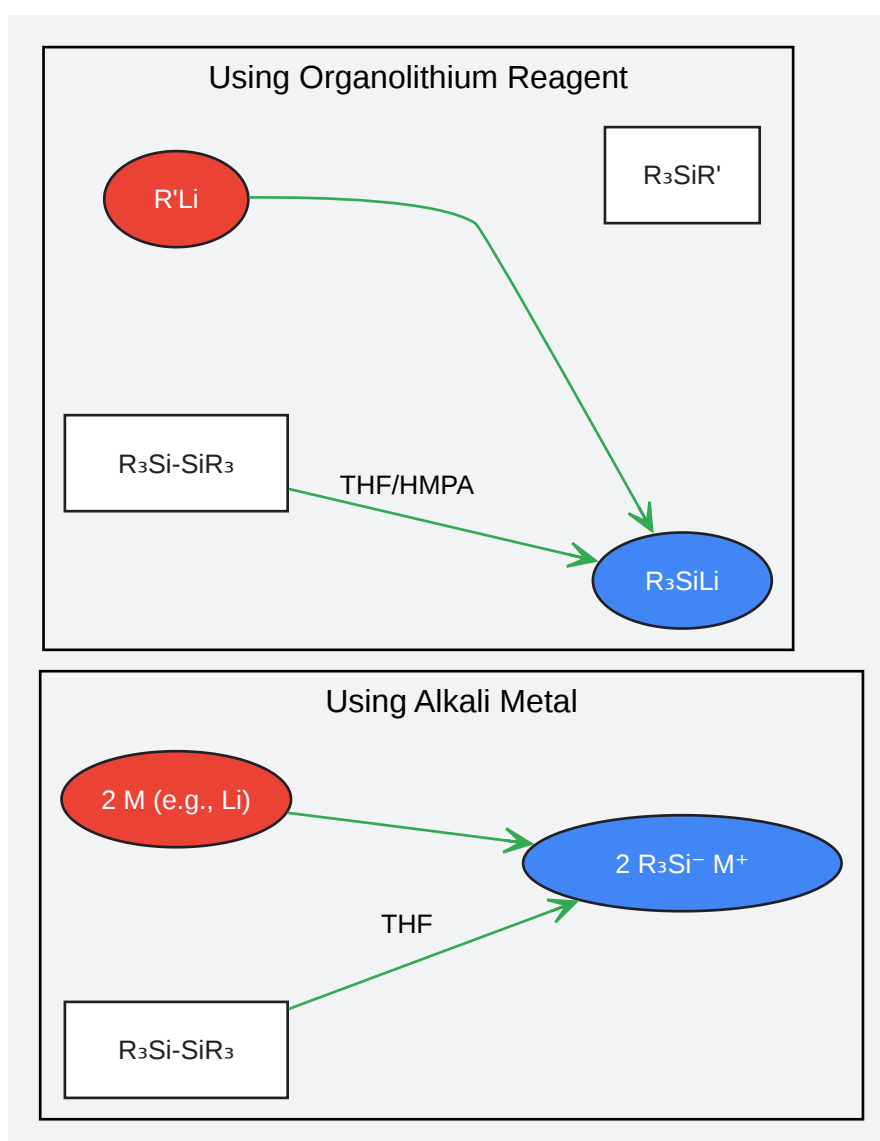 Using Organolithium Reagent
R'Li
R₃SiR'
R₃Si-SiR₃
THF/HMPA
R₃SiLi
Using Alkali Metal
2 M (e.g., Li)
2 R₃Si⁻ M⁺
THF
R₃Si-SiR₃